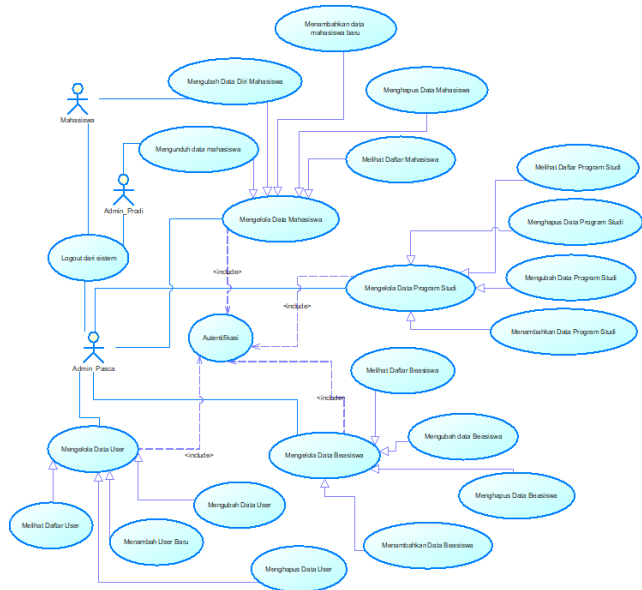 Menambahkan data
mahasiswa baru
Mengubah Data Diri Mahasiswa
Menghapus Data Mahasiswa
Mahasiswa
Mengunduh data mahasiswa
Melihat Daftar Mahasiswa
Melihat Daftar Program Studi
Admin_Prodi
Mengelola Data Mahasiswa
Menghapus Data Program Studi
Logout dari sistem
<include>
<include>
Mengelola Data Program Studi
Mengubah Data Program Studi
Menambahkan Data Program Studi
Autentifikasi
Admin_Pasca
Melihat Daftar Beasiswa
<include>
Mengubah data Beasiswa
Mengelola Data User
<include>
Mengelola Data Beasiswa
Menghapus Data Beasiswa
Mengubah Data User
Melihat Daftar User
Menambah User Baru
Menambahkan Data Beasiswa
Menghapus Data User